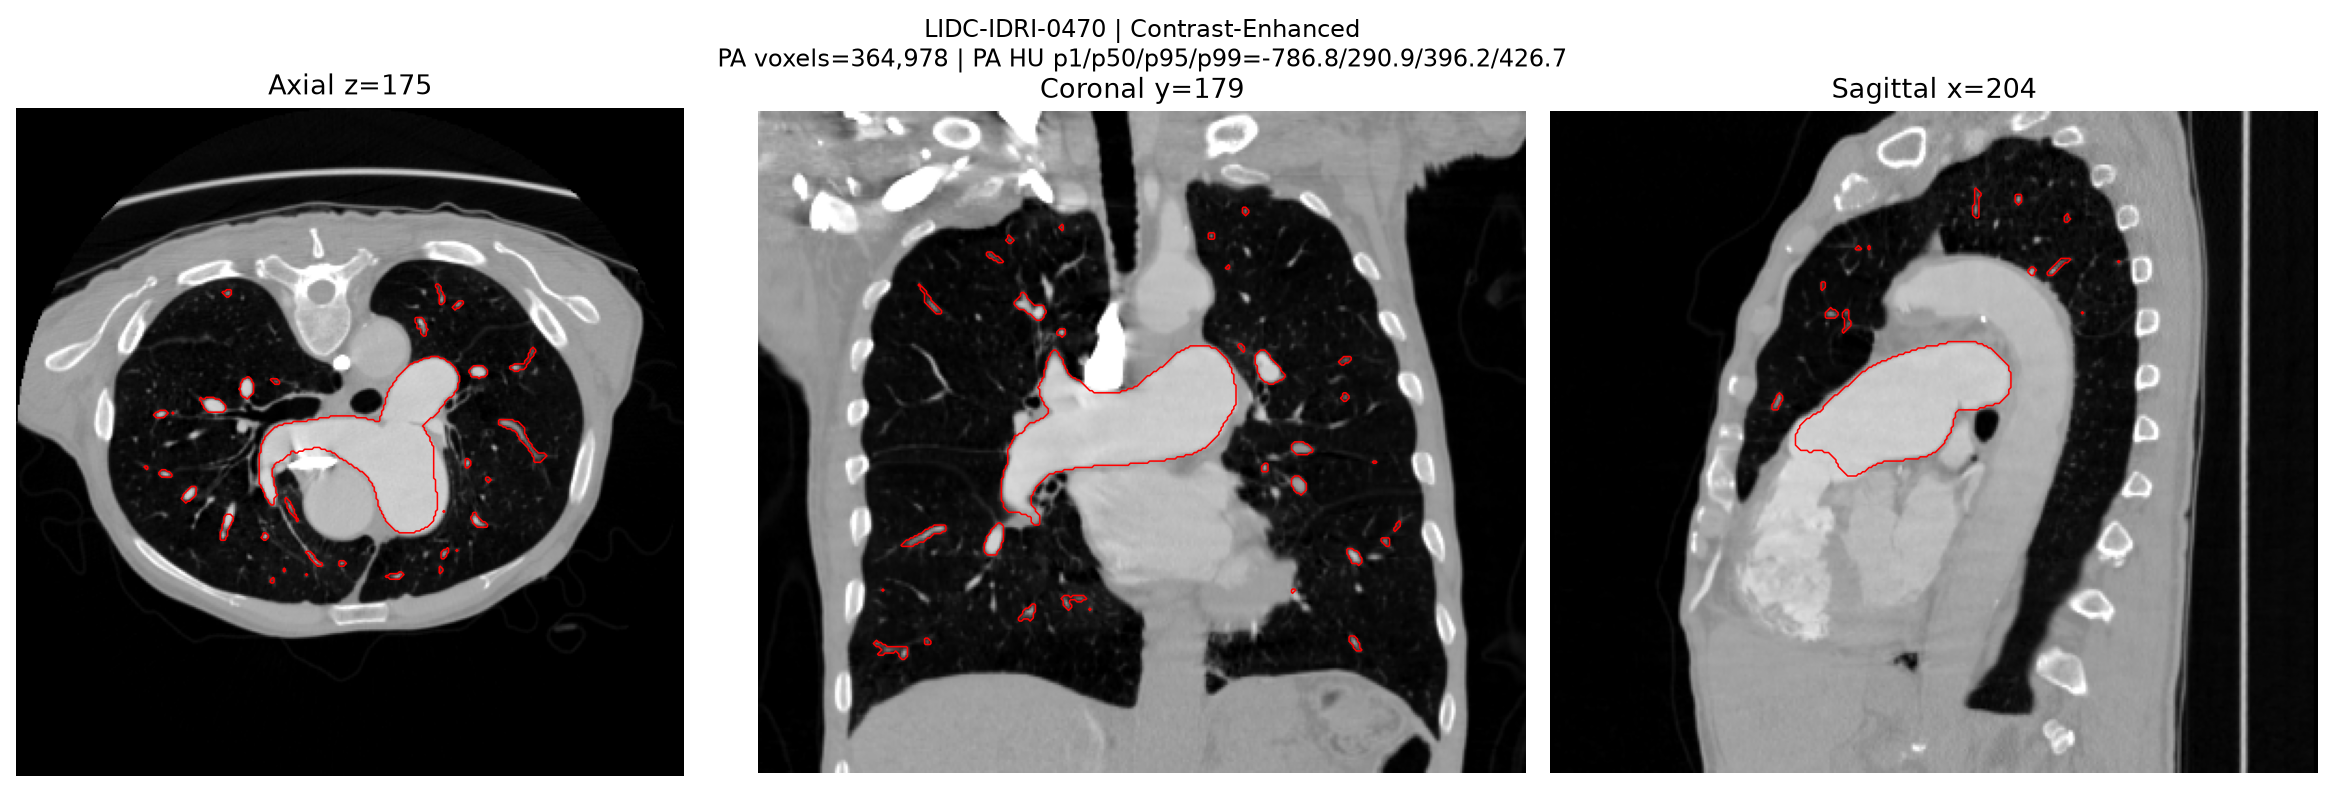 LIDC-IDRI-0470 | Contrast-Enhanced
PA voxels=364,978 | PA HU p1/p50/p95/p99=-786.8/290.9/396.2/426.7
Axial z=175
Coronal y=179
Sagittal x=204